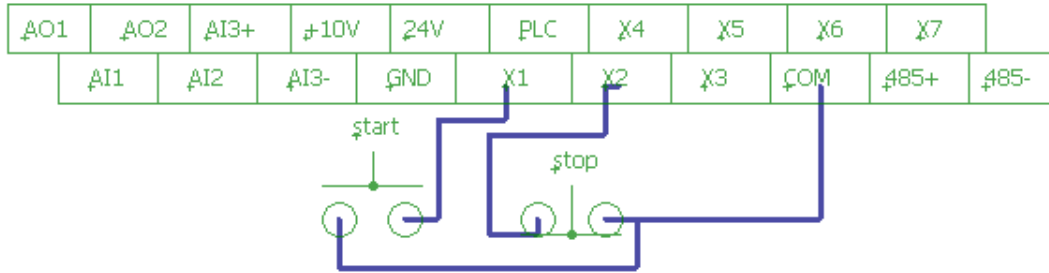 AO1 AO2 AI3+ +10V 24V PLC X4 X5 X6 X7
AI1 AI2 AI3- GND X1 X2 X3 COM 485+ 485-
start
stop